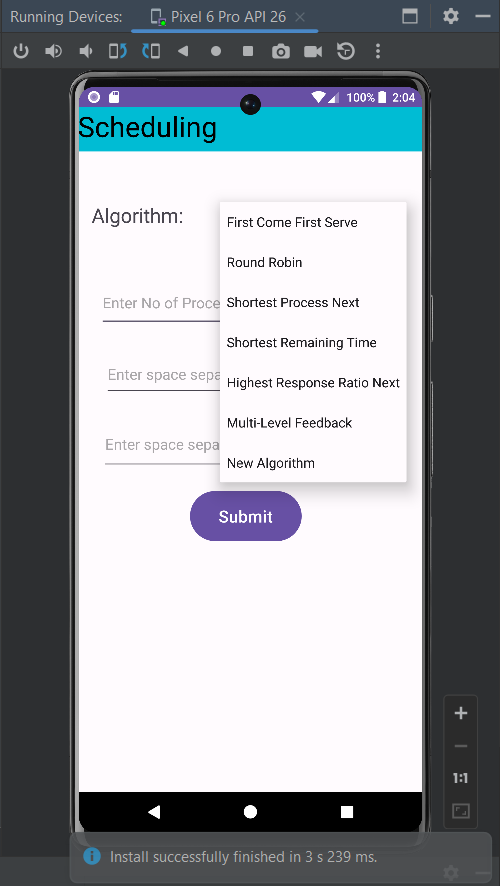 Running Devices: Pixel 6 Pro API 26
100% 2:04
Scheduling
Algorithm:
First Come First Serve
Round Robin
Enter No of Proce
Shortest Process Next
Shortest Remaining Time
Enter space sepa
Highest Response Ratio Next
Multi-Level Feedback
Enter space sepa
New Algorithm
Submit
1:1
Install successfully finished in 3 s 239 ms.